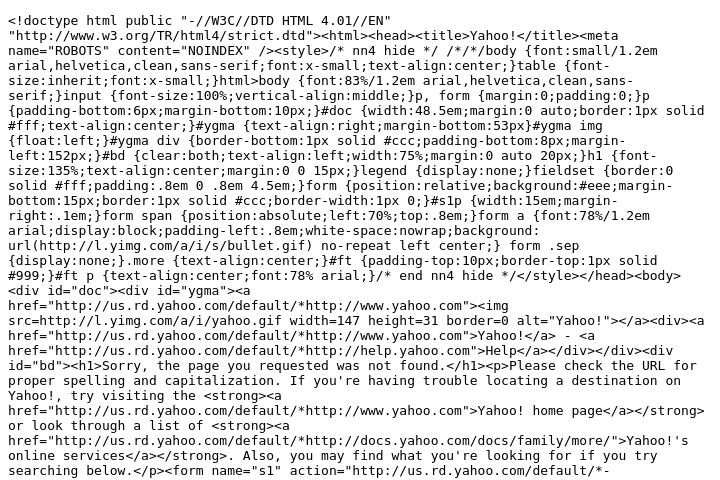 <!doctype html public "-//W3C//DTD HTML 4.01//EN"
"http://www.w3.org/TR/html4/strict.dtd"><html><head><title>Yahoo!</title><meta
name="ROBOTS" content="NOINDEX" /><style>/* nn4 hide */ /*/*/body {font:small/1.2em
arial,helvetica,clean,sans-serif;font:x-small;text-align:center;}table {font-
size:inherit;font:x-small;}html>body {font:83%/1.2em arial,helvetica,clean,sans-
serif;}input {font-size:100%;vertical-align:middle;}p, form {margin:0;padding:0;}p
{padding-bottom:6px;margin-bottom:10px;}#doc {width:48.5em;margin:0 auto;border:1px solid
#fff;text-align:center;}#ygma {text-align:right;margin-bottom:53px}#ygma img
{float:left;}#ygma div {border-bottom:1px solid #ccc;padding-bottom:8px;margin-
left:152px;}#bd {clear:both;text-align:left;width:75%;margin:0 auto 20px;}h1 {font-
size:135%;text-align:center;margin:0 0 15px;}legend {display:none;}fieldset {border:0
solid #fff;padding:.8em 0 .8em 4.5em;}form {position:relative;background:#eee;margin-
bottom:15px;border:1px solid #ccc;border-width:1px 0;}#s1p {width:15em;margin-
right:.1em;}form span {position:absolute;left:70%;top:.8em;}form a {font:78%/1.2em
arial;display:block;padding-left:.8em;white-space:nowrap;background:
url(http://l.yimg.com/a/i/s/bullet.gif) no-repeat left center;} form .sep
{display:none;}.more {text-align:center;}#ft {padding-top:10px;border-top:1px solid
#999;}#ft p {text-align:center;font:78% arial;}/* end nn4 hide */</style></head><body>
<div id="doc"><div id="ygma"><a
href="http://us.rd.yahoo.com/default/*http://www.yahoo.com"><img
src=http://l.yimg.com/a/i/yahoo.gif width=147 height=31 border=0 alt="Yahoo!"></a><div><a
href="http://us.rd.yahoo.com/default/*http://www.yahoo.com">Yahoo!</a> - <a
href="http://us.rd.yahoo.com/default/*http://help.yahoo.com">Help</a></div></div><div
id="bd"><h1>Sorry, the page you requested was not found.</h1><p>Please check the URL for
proper spelling and capitalization. If you're having trouble locating a destination on
Yahoo!, try visiting the <strong><a
href="http://us.rd.yahoo.com/default/*http://www.yahoo.com">Yahoo! home page</a></strong>
or look through a list of <strong><a
href="http://us.rd.yahoo.com/default/*http://docs.yahoo.com/docs/family/more/">Yahoo!'s
online services</a></strong>. Also, you may find what you're looking for if you try
searching below.</p><form name="s1" action="http://us.rd.yahoo.com/default/*-